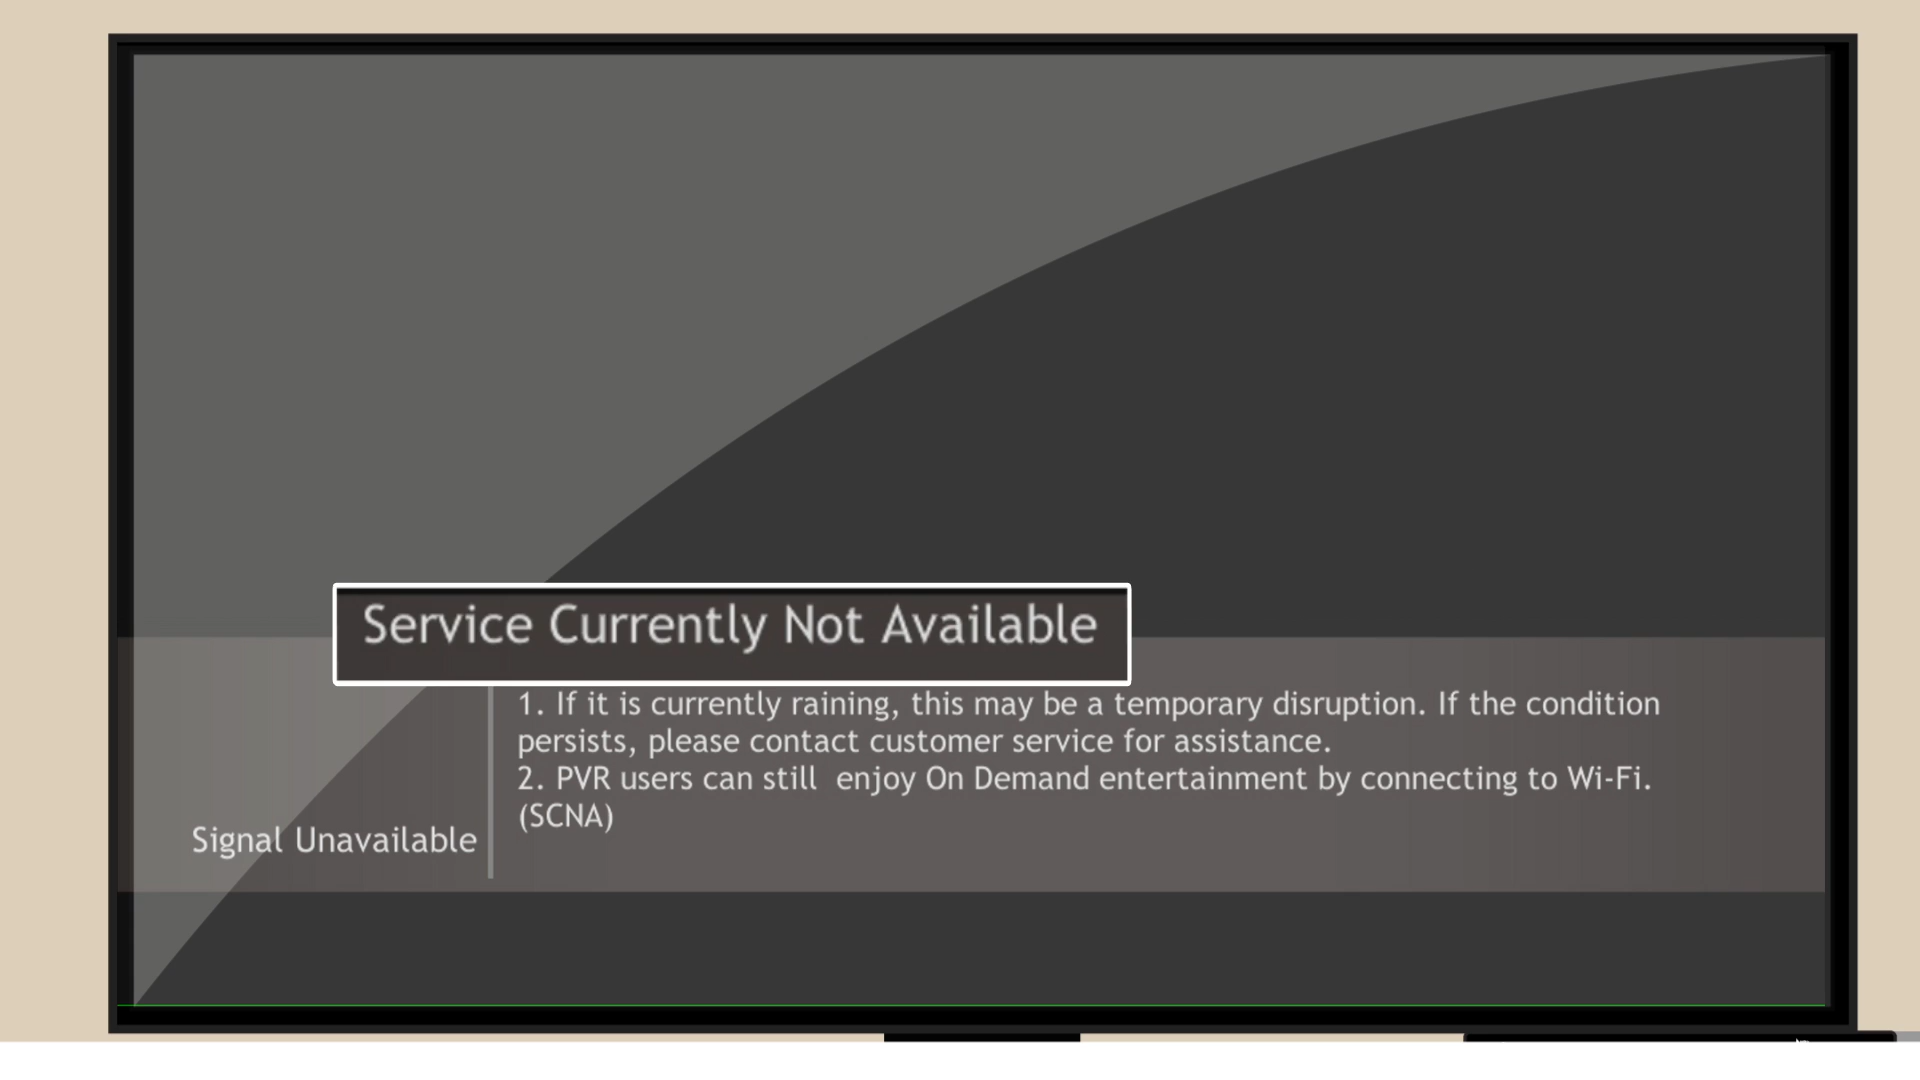 Service Currently Not Available
1. If it is currently raining, this may be a temporary disruption. If the condition
persists, please contact customer service for assistance.
2. PVR users can still  enjoy On Demand entertainment by connecting to Wi-Fi.
(SCNA)
Signal Unavailable